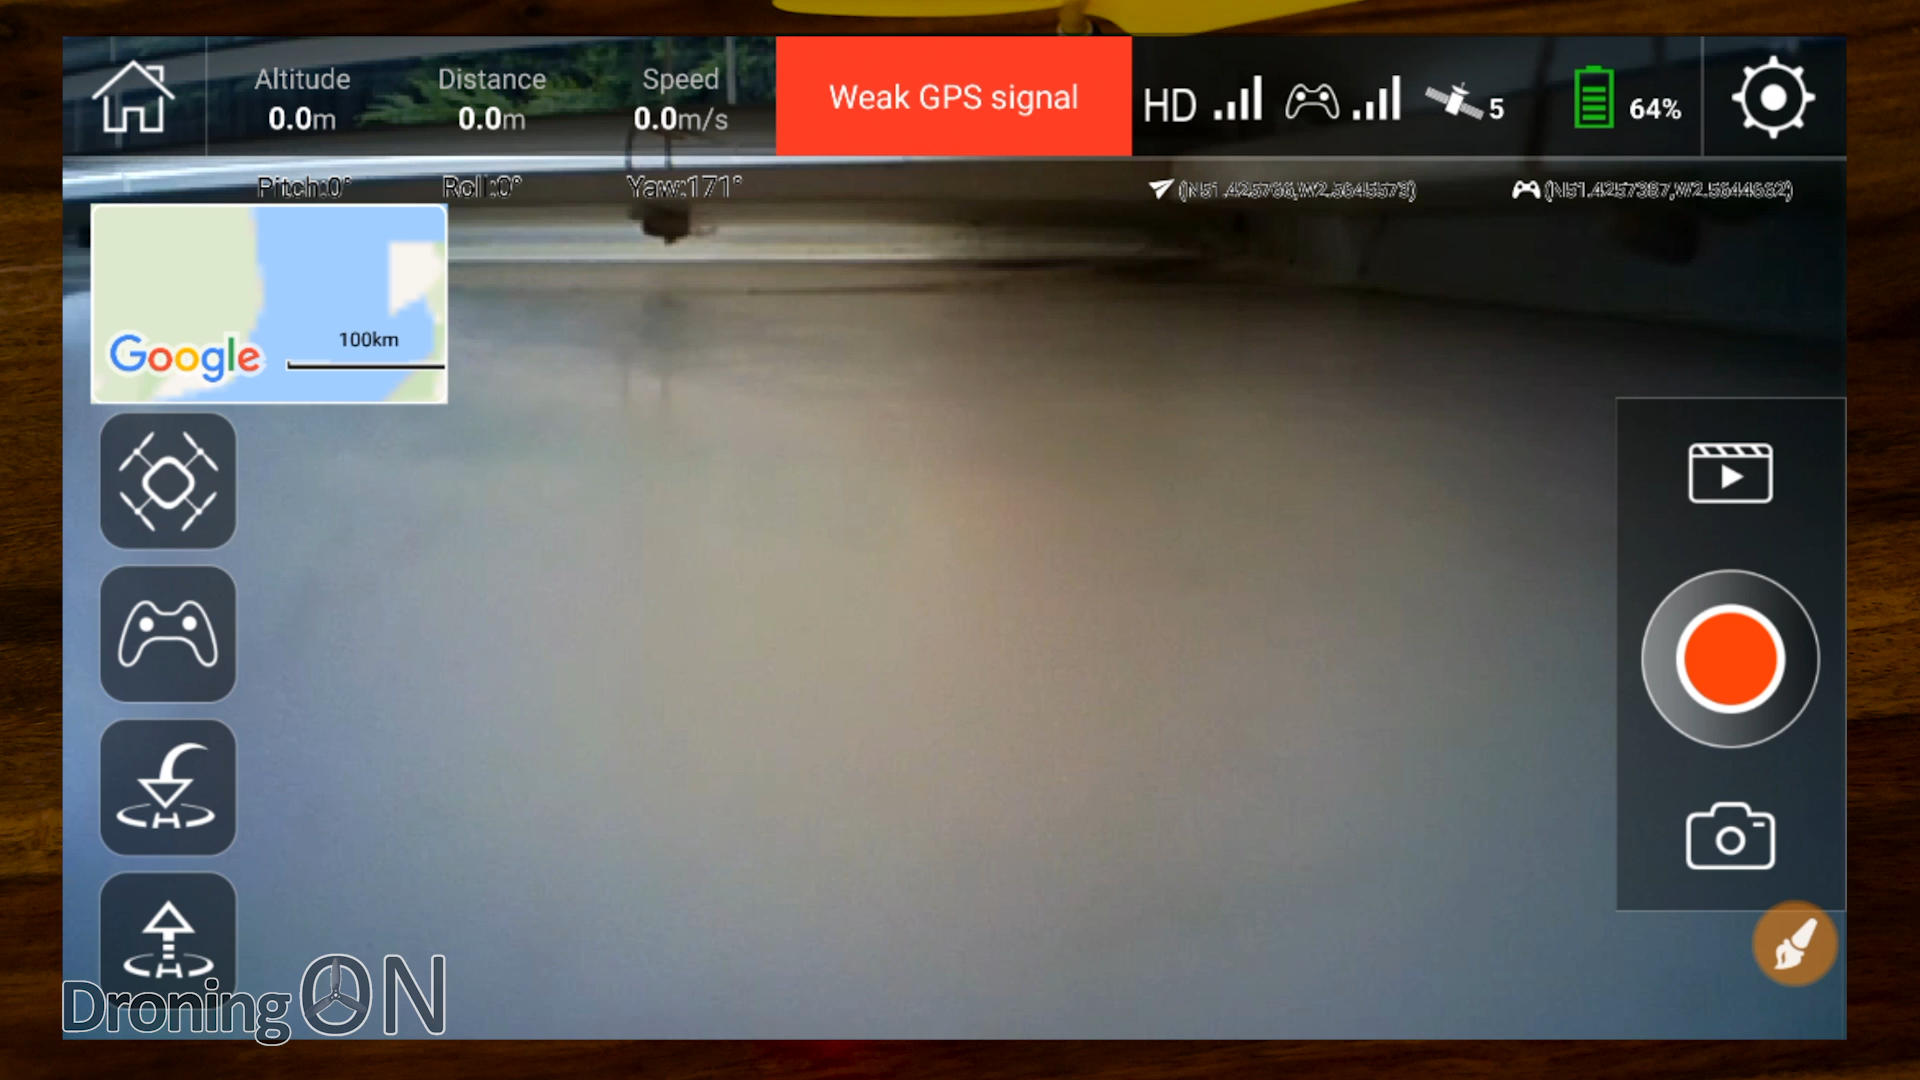 Altitude
0.0m
Distance
0.0m
Speed
0.0m/s
Weak GPS signal
HD
5
64%
Pitch:0°
Roll:0°
Yaw:171°
Google
100km
DroningON